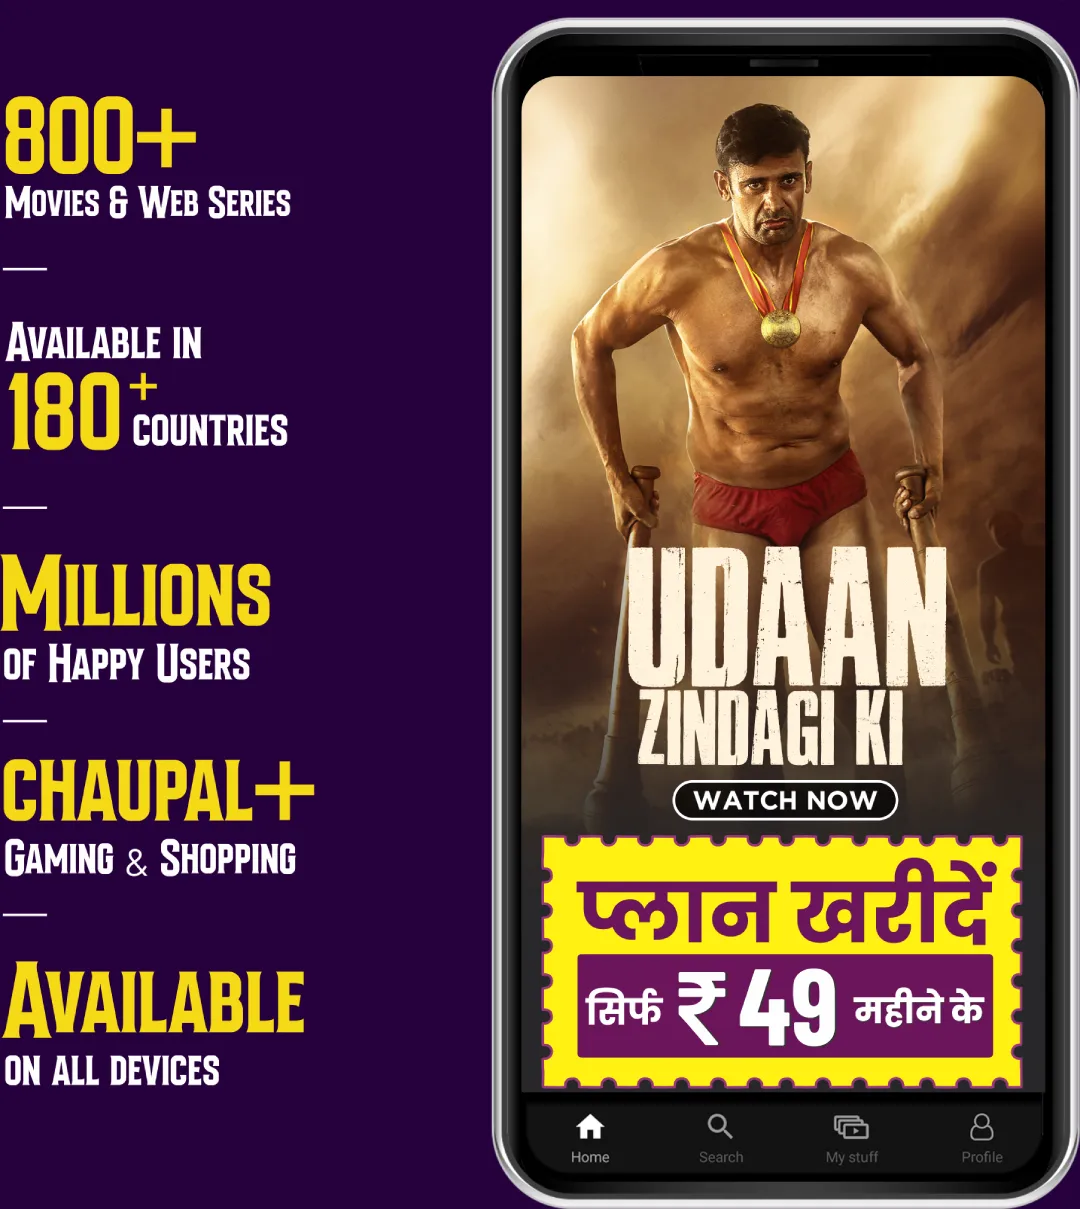 800+
MOVIES & WEB SERIES
AVAILABLE IN
180+ COUNTRIES
MILLIONS
OF HAPPY USERS
CHAUPAL+
GAMING & SHOPPING
AVAILABLE
ON ALL DEVICES
UDAAN
ZINDAGI KI
WATCH NOW
प्लान खरीदें
सिर्फ ₹49 महीने के
Home Search My stuff Profile